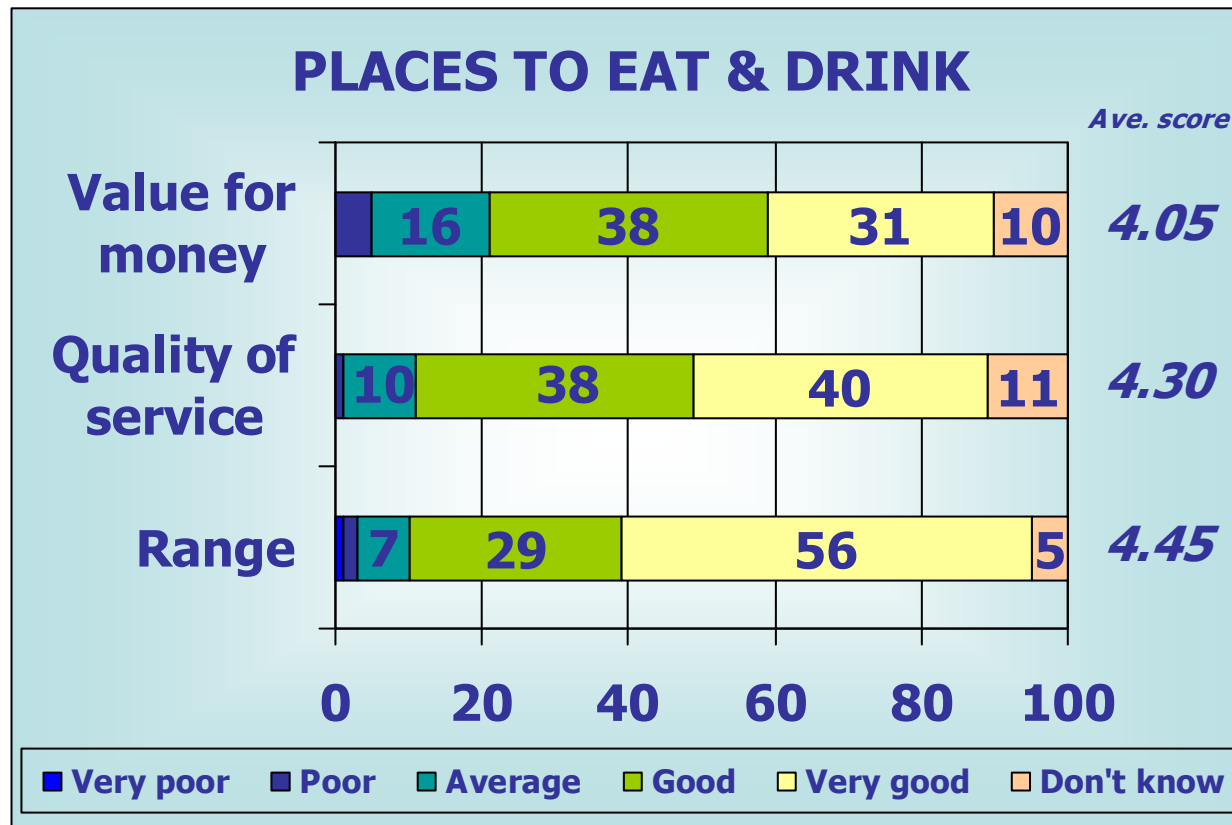 PLACES TO EAT & DRINK
Ave. score
Value for
money
16 38 31 10
4.05
Quality of
service
10 38 40 11
4.30
Range
7 29 56 5
4.45
0 20 40 60 80 100
Very poor Poor Average Good Very good Don't know